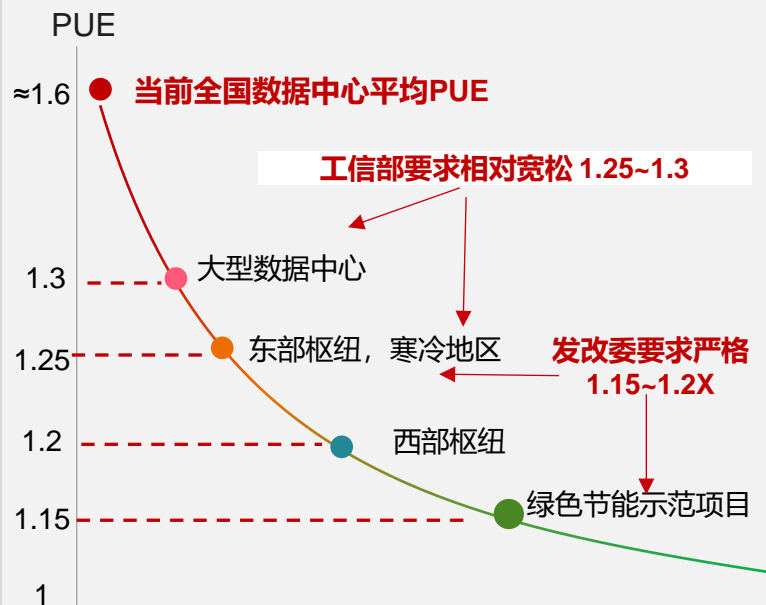 PUE
≈1.6
当前全国数据中心平均PUE
工信部要求相对宽松 1.25~1.3
1.3
大型数据中心
1.25
东部枢纽，寒冷地区
发改委要求严格
1.15~1.2X
1.2
西部枢纽
1.15
绿色节能示范项目
1